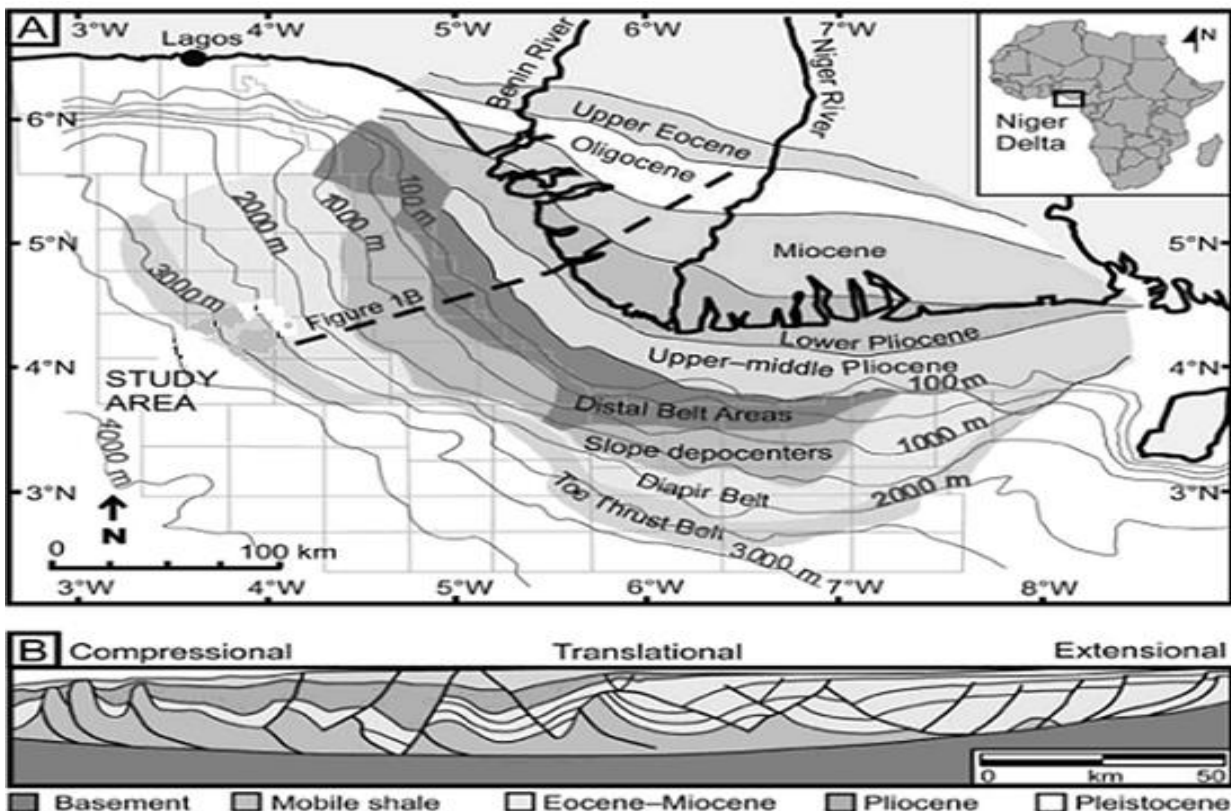 A
3°W 4°W 5°W 6°W 7°W
Lagos
Benin River
Niger River
N
Niger
Delta
6°N
Upper Eocene
Oligocene
100 m
1000 m
2000 m
3000 m
5°N
Miocene
5°N
Figure 1B
Lower Pliocene
Upper–middle Pliocene
4°N
4°N
100 m
STUDY
AREA
Distal Belt Areas
1000 m
Slope depocenters
4000 m
Diapir Belt
2000 m
3°N
3°N
Toe Thrust Belt
3000 m
N
0 100 km
3°W 4°W 5°W 6°W 7°W 8°W
B Compressional Translational Extensional
0 km 50
Basement Mobile shale Eocene–Miocene Pliocene Pleistocene